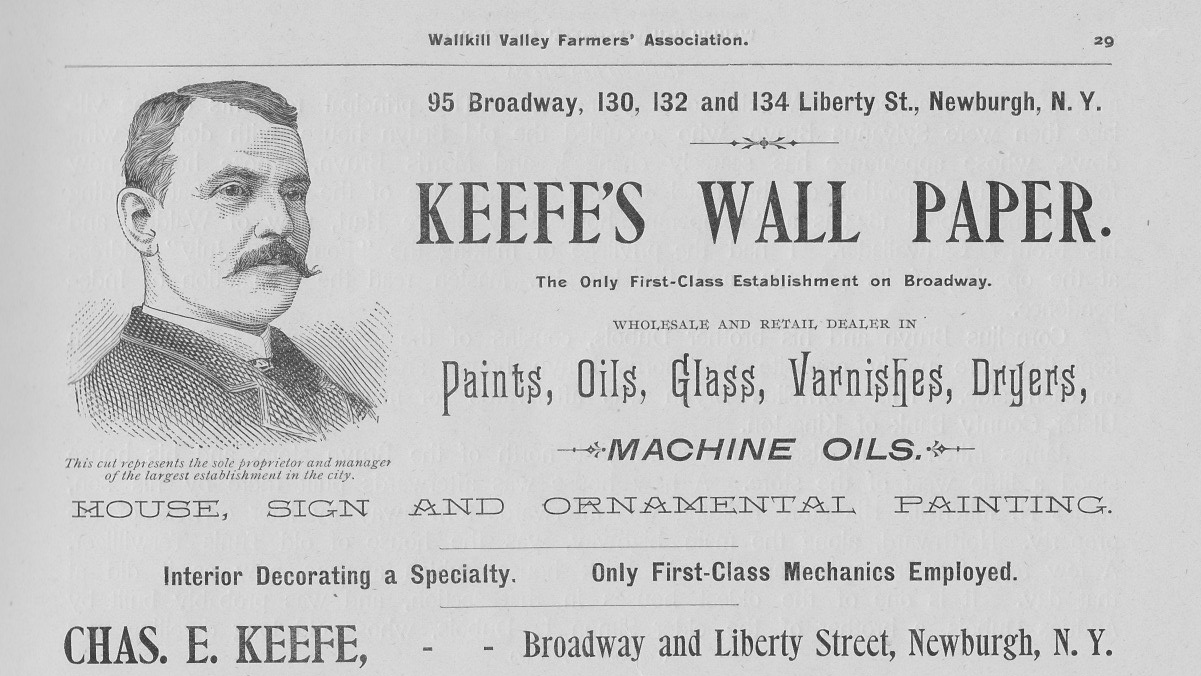 Wallkill Valley Farmers' Association. 29
95 Broadway, 130, 132 and 134 Liberty St., Newburgh, N. Y.
KEEFE'S WALL PAPER.
The Only First-Class Establishment on Broadway.
WHOLESALE AND RETAIL DEALER IN
Paints, Oils, Glass, Varnishes, Dryers,
MACHINE OILS.
This cut represents the sole proprietor and manager
of the largest establishment in the city.
HOUSE, SIGN AND ORNAMENTAL PAINTING.
Interior Decorating a Specialty. Only First-Class Mechanics Employed.
CHAS. E. KEEFE, - - Broadway and Liberty Street, Newburgh, N. Y.